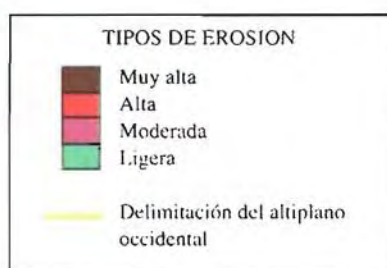 TIPOS DE EROSION
Muy alta
Alta
Moderada
Ligera
Delimitación del altiplano
occidental